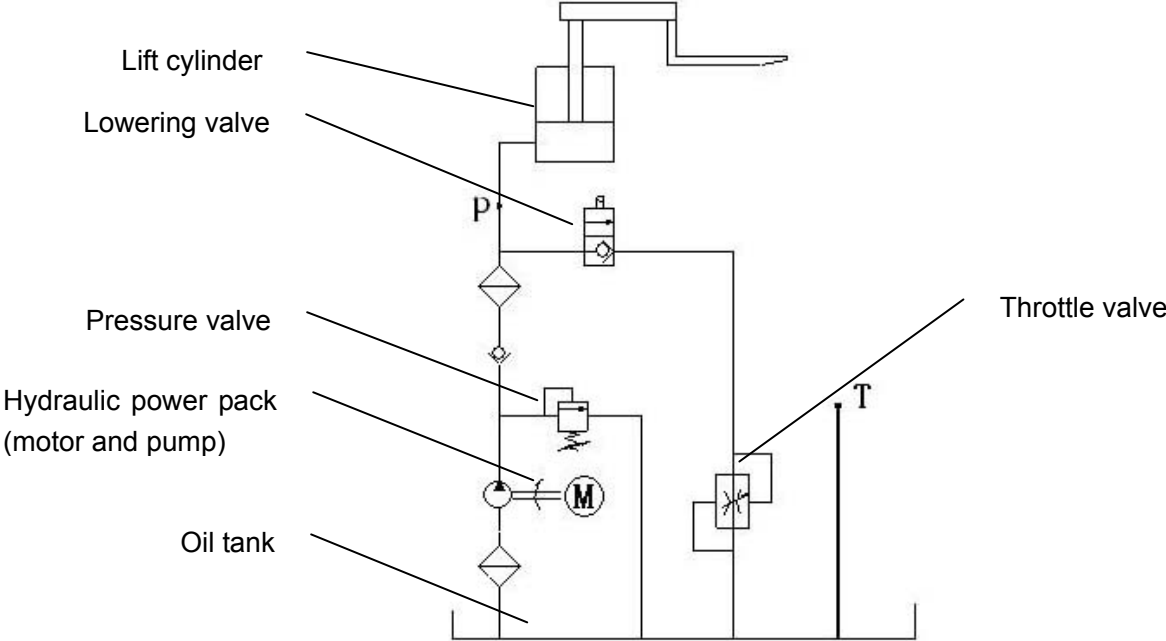 Lift cylinder
Lowering valve
p
Pressure valve
Throttle valve
Hydraulic power pack
(motor and pump)
T
M
Oil tank